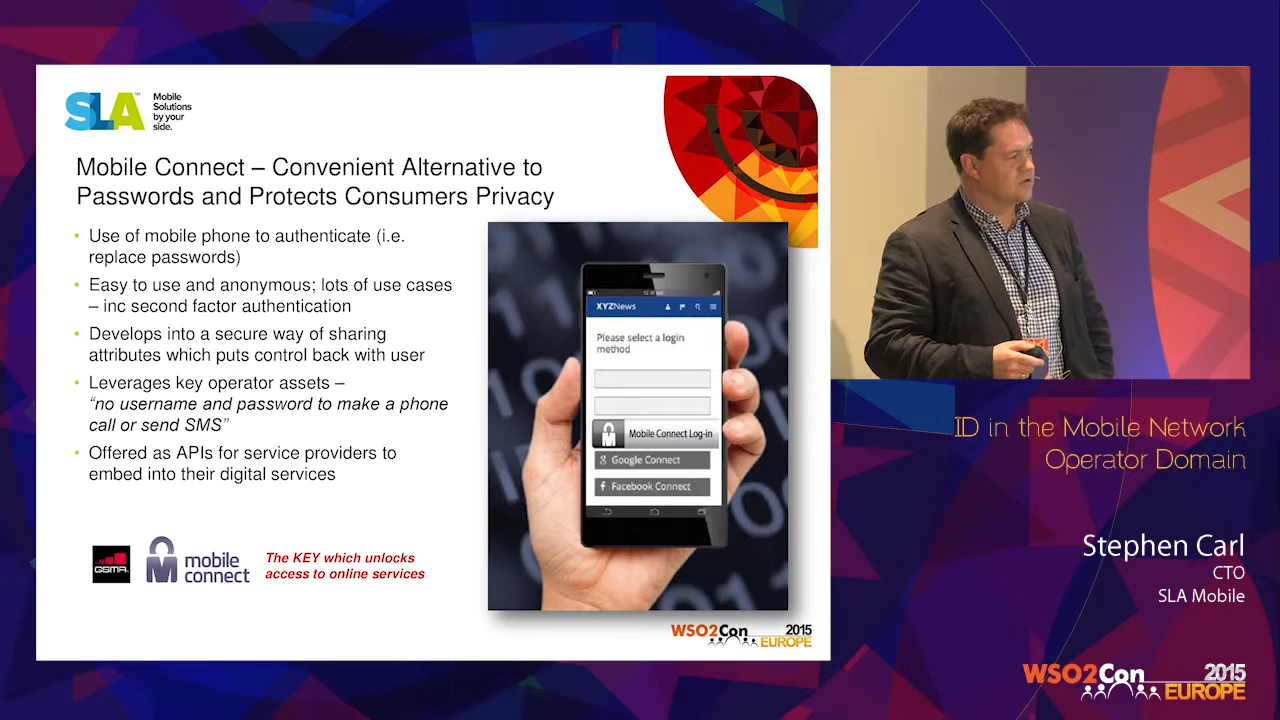 SLA™
Mobile
Solutions
by your
side.
Mobile Connect – Convenient Alternative to
Passwords and Protects Consumers Privacy
• Use of mobile phone to authenticate (i.e.
replace passwords)
• Easy to use and anonymous; lots of use cases
– inc second factor authentication
• Develops into a secure way of sharing
attributes which puts control back with user
• Leverages key operator assets –
“no username and password to make a phone
call or send SMS”
• Offered as APIs for service providers to
embed into their digital services
GSMA
mobile
connect
The KEY which unlocks
access to online services
XYZNews
Please select a login
method
Mobile Connect Log-in
Google Connect
Facebook Connect
WSO2Con 2015
EUROPE
ID in the Mobile Network
Operator Domain
Stephen Carl
CTO
SLA Mobile
WSO2Con 2015
EUROPE